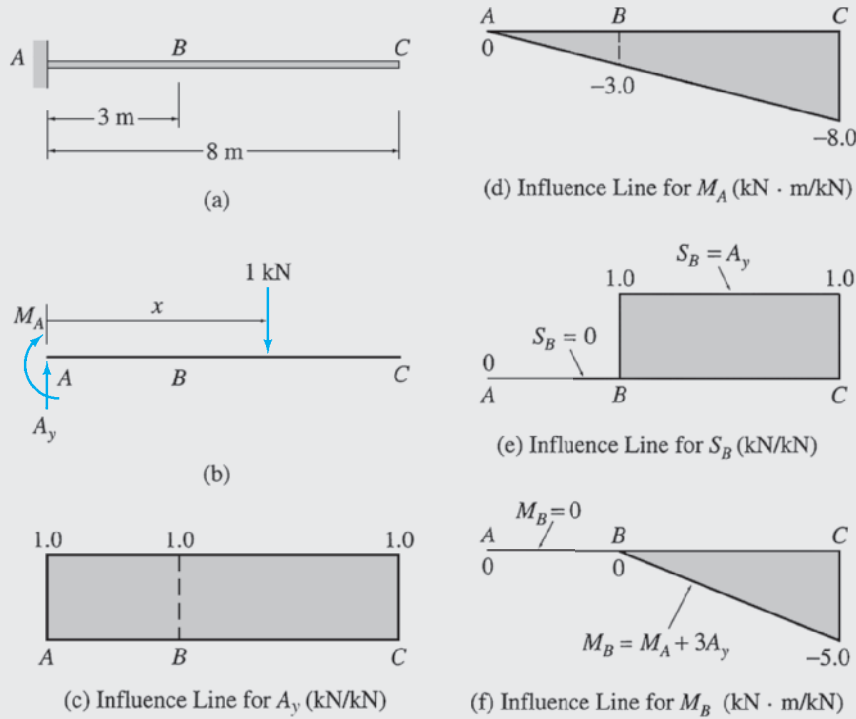 A
B
C
3 m
8 m
(a)
1 kN
x
M_A
A
B
C
A_y
(b)
1.0 1.0 1.0
A B C
(c) Influence Line for A_y (kN/kN)
A B C
0
−3.0
−8.0
(d) Influence Line for M_A (kN · m/kN)
S_B = A_y
1.0 1.0
S_B = 0
0
A B C
(e) Influence Line for S_B (kN/kN)
M_B = 0
A B C
0 0
M_B = M_A + 3A_y
−5.0
(f) Influence Line for M_B (kN · m/kN)